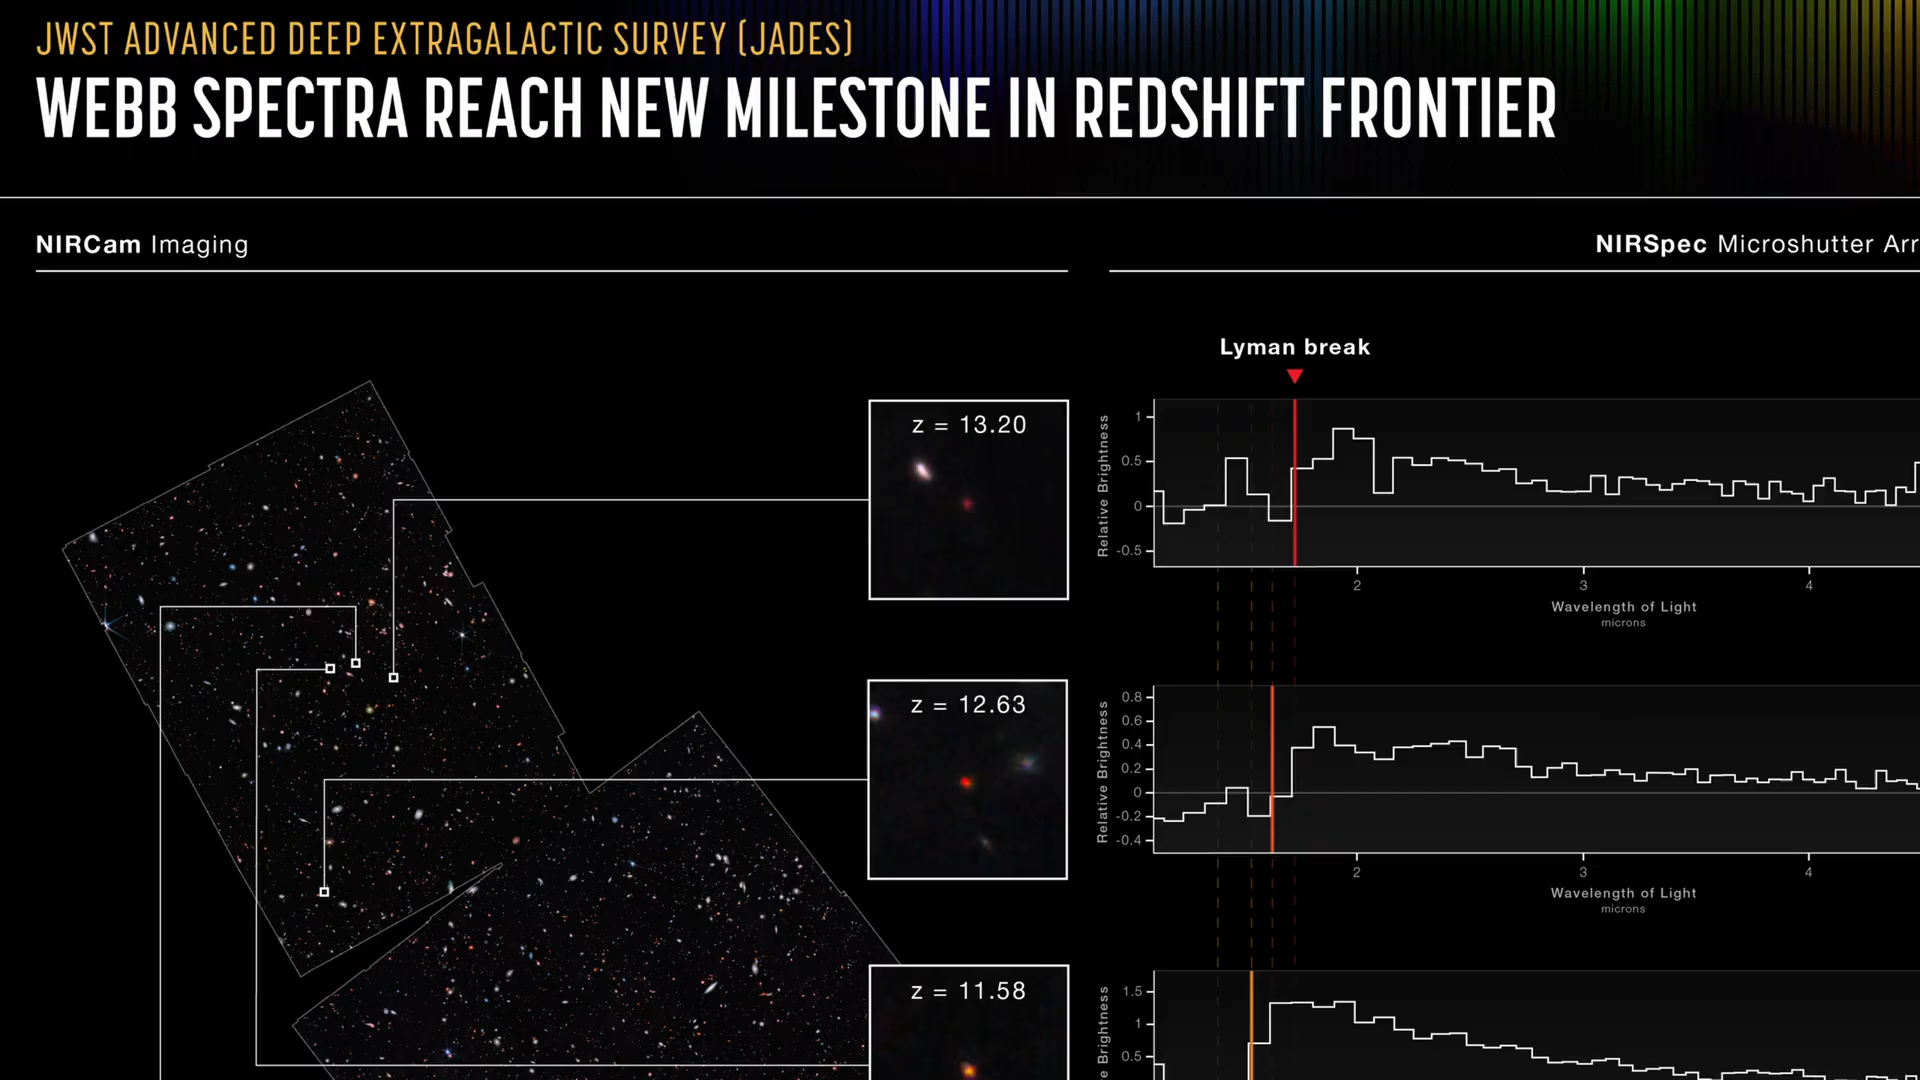 JWST ADVANCED DEEP EXTRAGALACTIC SURVEY (JADES)
WEBB SPECTRA REACH NEW MILESTONE IN REDSHIFT FRONTIER
NIRCam Imaging
NIRSpec Microshutter Arr
Lyman break
z = 13.20
Relative Brightness
1
0.5
0
-0.5
2
3
4
Wavelength of Light
microns
z = 12.63
Relative Brightness
0.8
0.6
0.4
0.2
0
-0.2
-0.4
2
3
4
Wavelength of Light
microns
z = 11.58
e Brightness
1.5
1
0.5